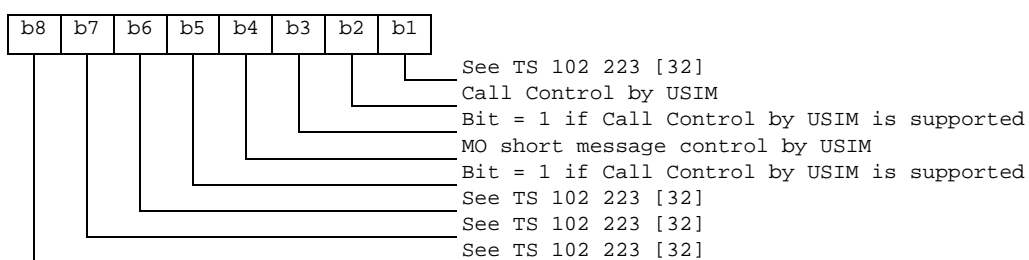 b8 b7 b6 b5 b4 b3 b2 b1
See TS 102 223 [32]
Call Control by USIM
Bit = 1 if Call Control by USIM is supported
MO short message control by USIM
Bit = 1 if Call Control by USIM is supported
See TS 102 223 [32]
See TS 102 223 [32]
See TS 102 223 [32]